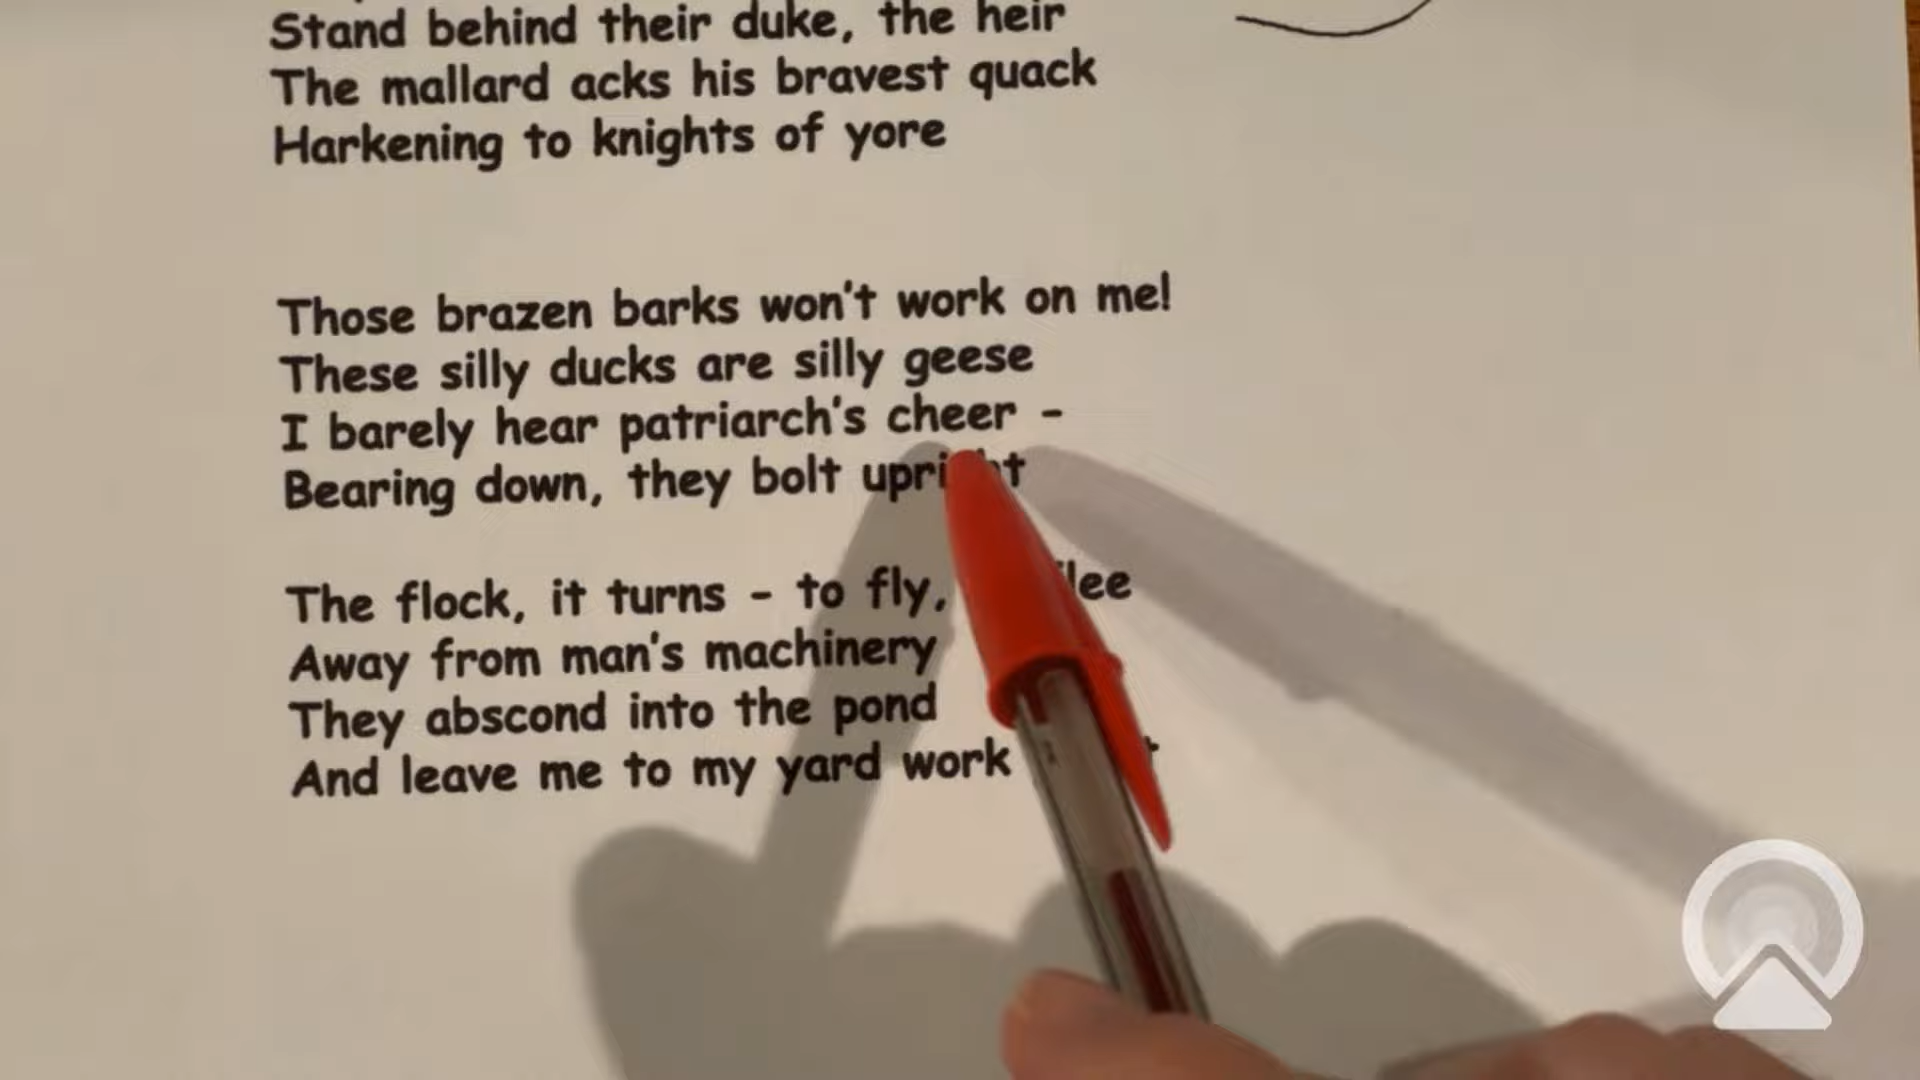 Stand behind their duke, the heir
The mallard acks his bravest quack
Harkening to knights of yore
Those brazen barks won't work on me!
These silly ducks are silly geese
I barely hear patriarch's cheer -
Bearing down, they bolt upright
The flock, it turns - to fly,
Away from man's machinery
They abscond into the pond
And leave me to my yard work